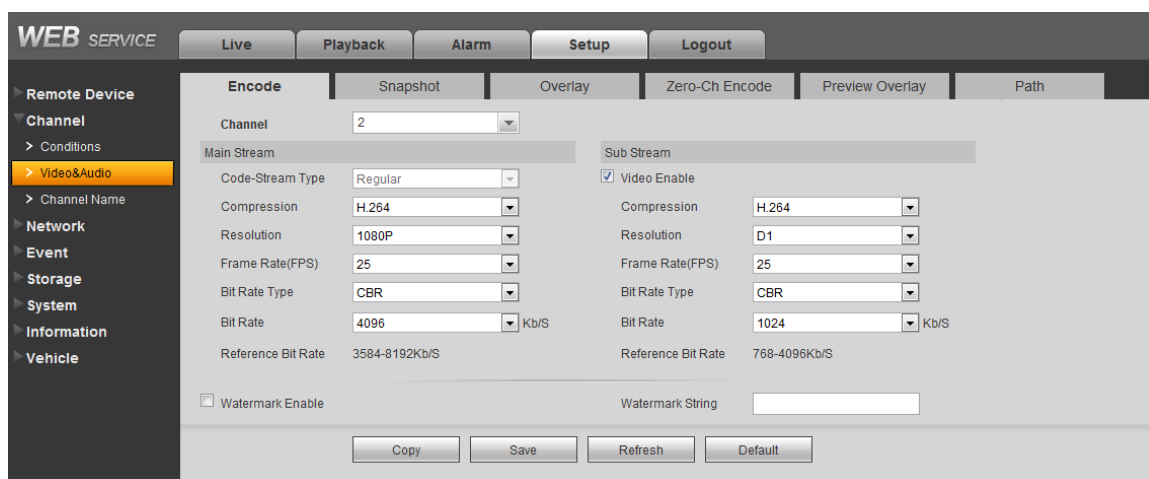 WEB SERVICE
Live Playback Alarm Setup Logout
Encode Snapshot Overlay Zero-Ch Encode Preview Overlay Path
Remote Device
Channel
> Conditions
> Video&Audio
> Channel Name
Network
Event
Storage
System
Information
Vehicle
Channel 2
Main Stream
Code-Stream Type Regular
Compression H.264
Resolution 1080P
Frame Rate(FPS) 25
Bit Rate Type CBR
Bit Rate 4096 Kb/S
Reference Bit Rate 3584-8192Kb/S
Sub Stream
Video Enable
Compression H.264
Resolution D1
Frame Rate(FPS) 25
Bit Rate Type CBR
Bit Rate 1024 Kb/S
Reference Bit Rate 768-4096Kb/S
Watermark Enable
Watermark String
Copy Save Refresh Default